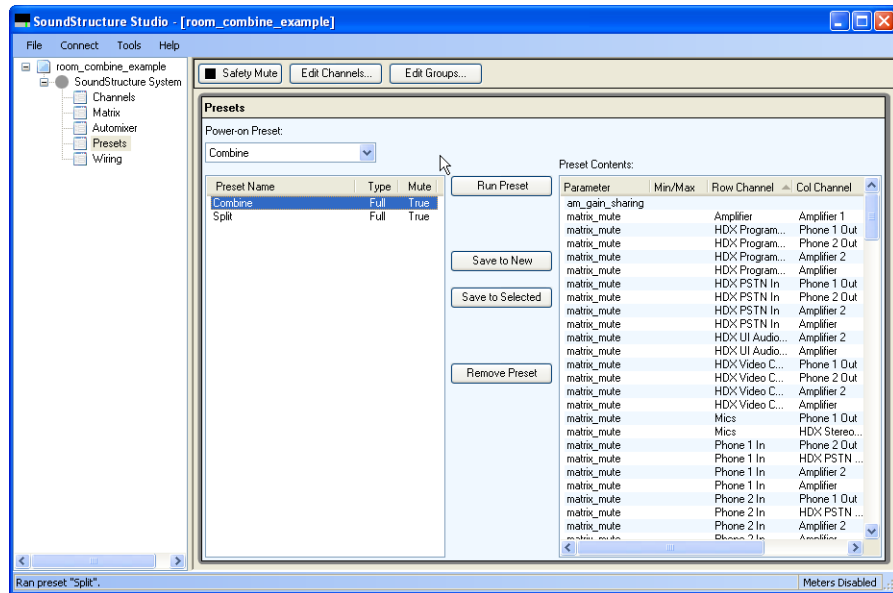 SoundStructure Studio - [room_combine_example]
File Connect Tools Help
room_combine_example
SoundStructure System
Channels
Matrix
Automixer
Presets
Wiring
Safety Mute Edit Channels... Edit Groups...
Presets
Power-on Preset:
Combine
Preset Name Type Mute
Combine Full True
Split Full True
Run Preset
Save to New
Save to Selected
Remove Preset
Preset Contents:
Parameter Min/Max Row Channel Col Channel
am_gain_sharing
matrix_mute Amplifier Amplifier 1
matrix_mute HDX Program... Phone 1 Out
matrix_mute HDX Program... Phone 2 Out
matrix_mute HDX Program... Amplifier 2
matrix_mute HDX Program... Amplifier
matrix_mute HDX PSTN In Phone 1 Out
matrix_mute HDX PSTN In Phone 2 Out
matrix_mute HDX PSTN In Amplifier 2
matrix_mute HDX PSTN In Amplifier
matrix_mute HDX UI Audio... Amplifier 2
matrix_mute HDX UI Audio... Amplifier
matrix_mute HDX Video C... Phone 1 Out
matrix_mute HDX Video C... Phone 2 Out
matrix_mute HDX Video C... Amplifier 2
matrix_mute HDX Video C... Amplifier
matrix_mute Mics Phone 1 Out
matrix_mute Mics HDX Stereo...
matrix_mute Phone 1 In Phone 2 Out
matrix_mute Phone 1 In HDX PSTN ...
matrix_mute Phone 1 In Amplifier 2
matrix_mute Phone 1 In Amplifier
matrix_mute Phone 2 In Phone 1 Out
matrix_mute Phone 2 In HDX PSTN ...
matrix_mute Phone 2 In Amplifier 2
matrix_mute Phone 2 In Amplifier
Ran preset "Split". Meters Disabled